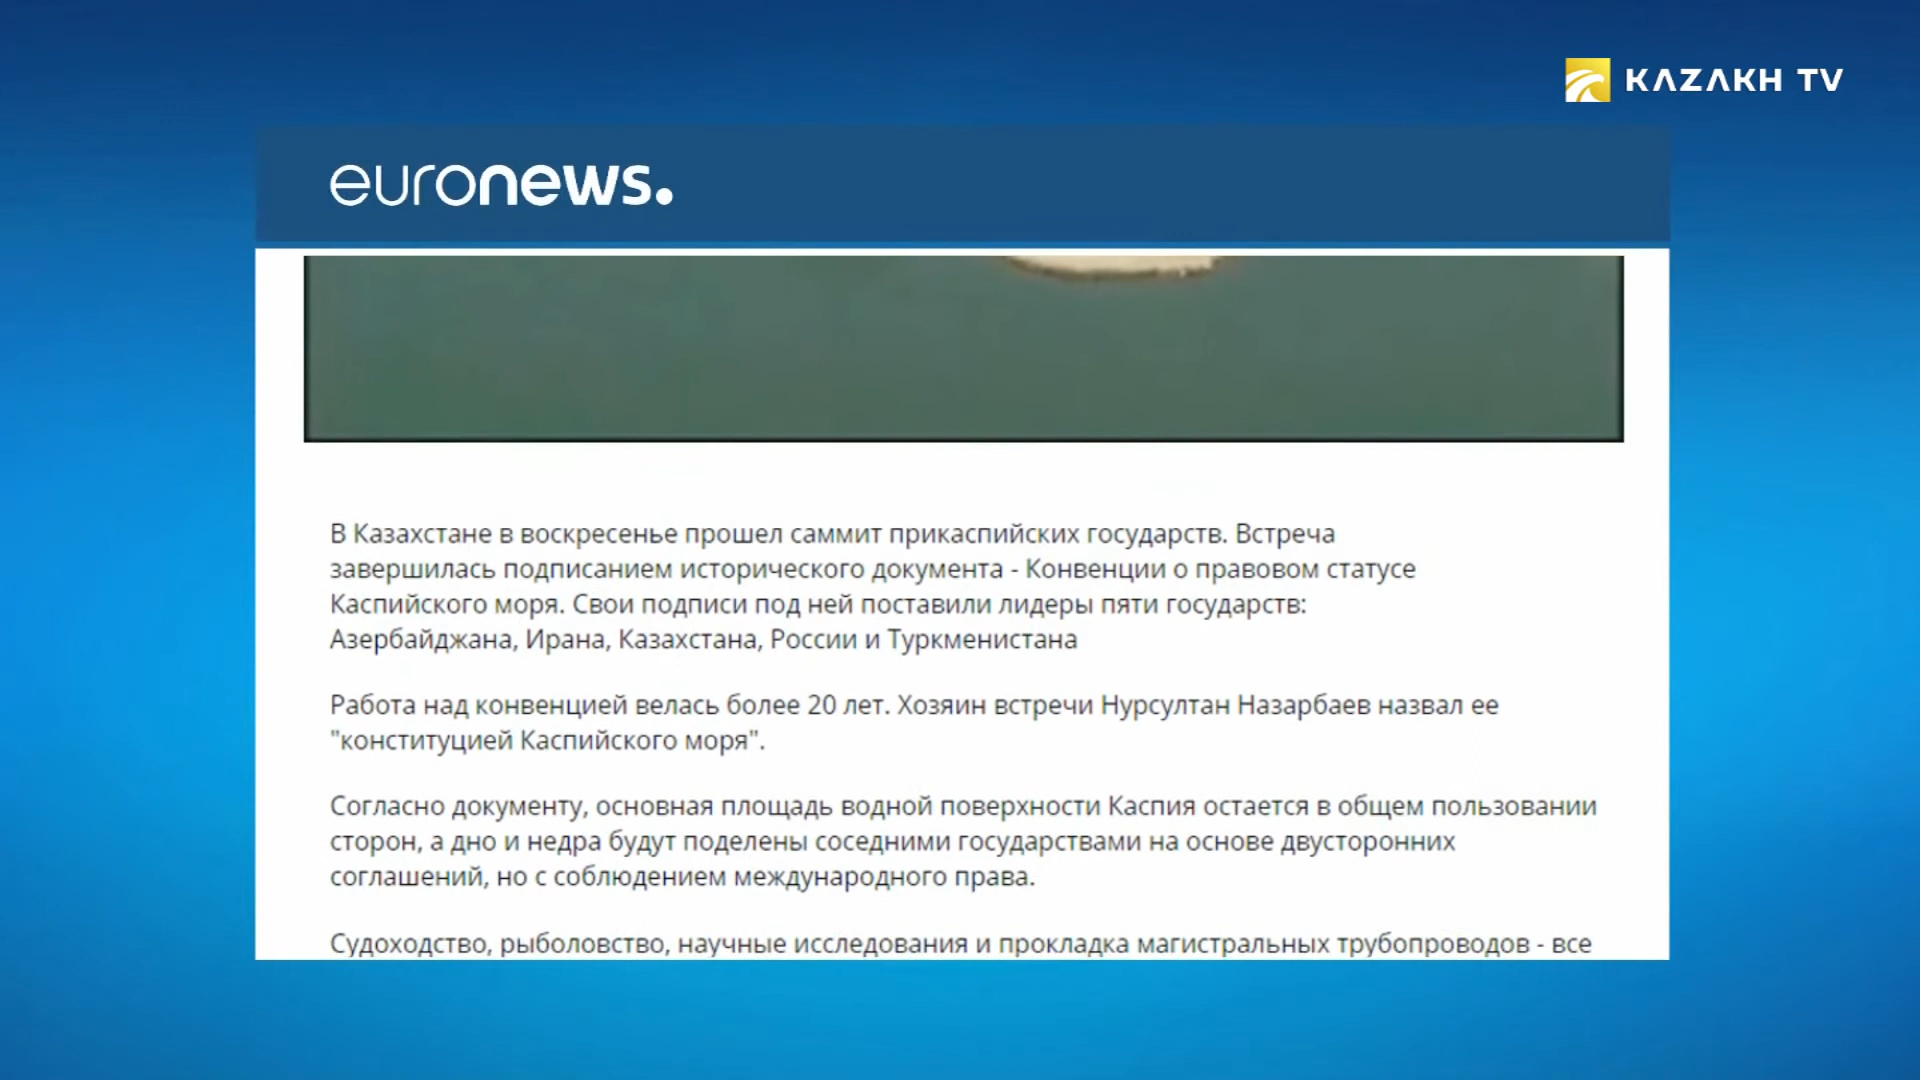 KAZAKH TV
euronews.
В Казахстане в воскресенье прошел саммит прикаспийских государств. Встреча
завершилась подписанием исторического документа - Конвенции о правовом статусе
Каспийского моря. Свои подписи под ней поставили лидеры пяти государств:
Азербайджана, Ирана, Казахстана, России и Туркменистана
Работа над конвенцией велась более 20 лет. Хозяин встречи Нурсултан Назарбаев назвал ее
"конституцией Каспийского моря".
Согласно документу, основная площадь водной поверхности Каспия остается в общем пользовании
сторон, а дно и недра будут поделены соседними государствами на основе двусторонних
соглашений, но с соблюдением международного права.
Судоходство, рыболовство, научные исследования и прокладка магистральных трубопроводов - все